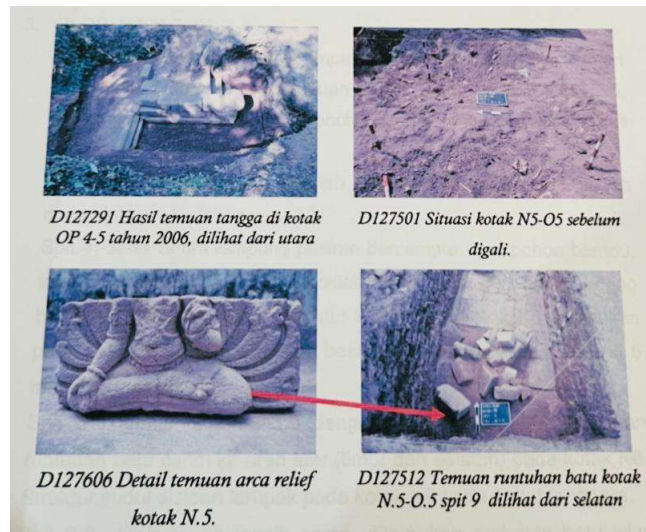 D127291 Hasil temuan tangga di kotak
OP 4-5 tahun 2006, dilihat dari utara
D127501 Situasi kotak N5-O5 sebelum
digali.
D127606 Detail temuan arca relief
kotak N.5.
D127512 Temuan runtuhan batu kotak
N.5-O.5 spit 9 dilihat dari selatan